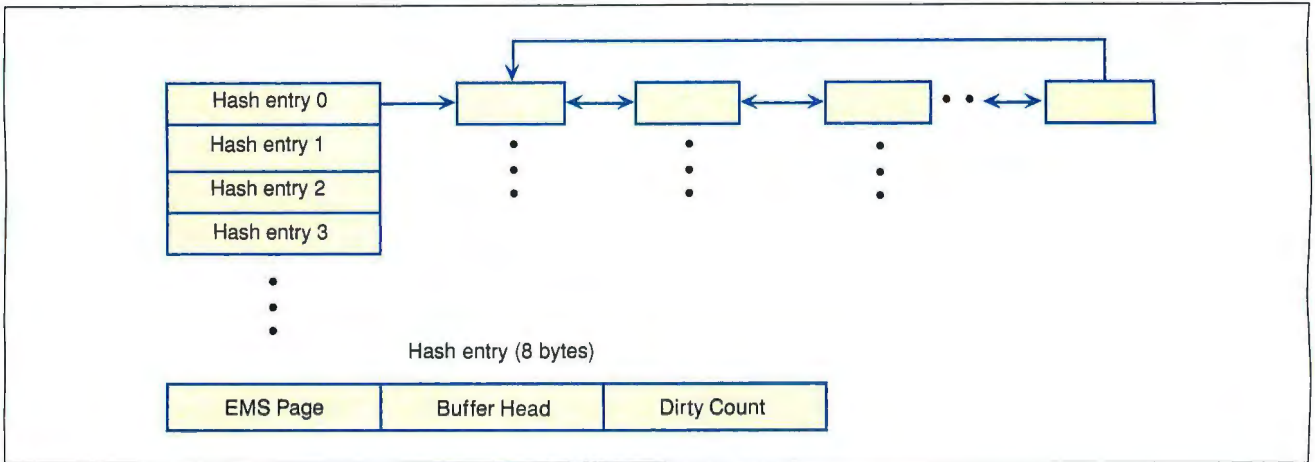 Hash entry 0
Hash entry 1
Hash entry 2
Hash entry 3
Hash entry (8 bytes)
EMS Page
Buffer Head
Dirty Count